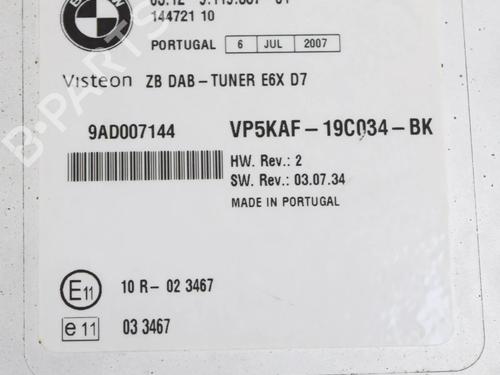 BMW
144721 10
PORTUGAL 6 JUL 2007
Visteon ZB DAB-TUNER E6X D7
9AD007144 VP5KAF-19C034-BK
HW. Rev.: 2
SW. Rev.: 03.07.34
MADE IN PORTUGAL
E11 10 R-02 3467
e11 03 3467
B-PARTS